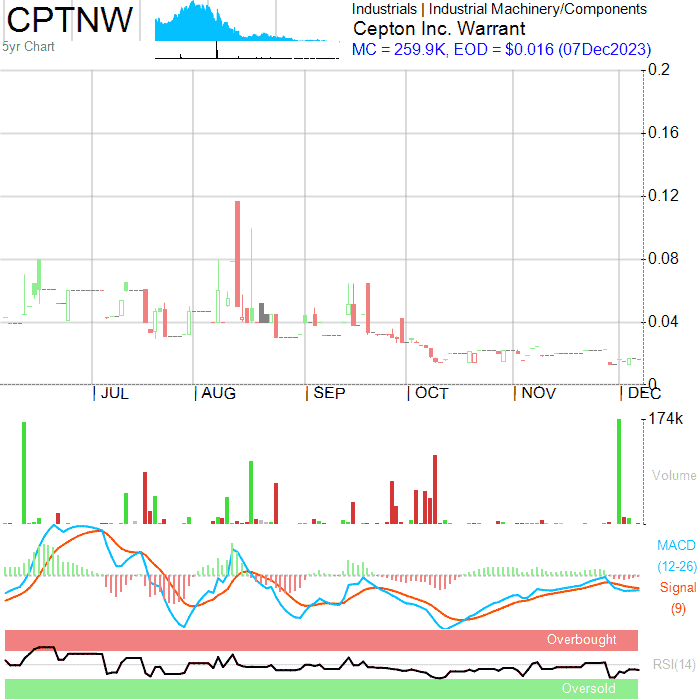 CPTNW
5yr Chart
Industrials | Industrial Machinery/Components
Cepton Inc. Warrant
MC = 259.9K, EOD = $0.016 (07Dec2023)
0.2
0.16
0.12
0.08
0.04
0
| JUL | AUG | SEP | OCT | NOV | DEC
174k
Volume
MACD
(12-26)
Signal
(9)
Overbought
RSI(14)
Oversold